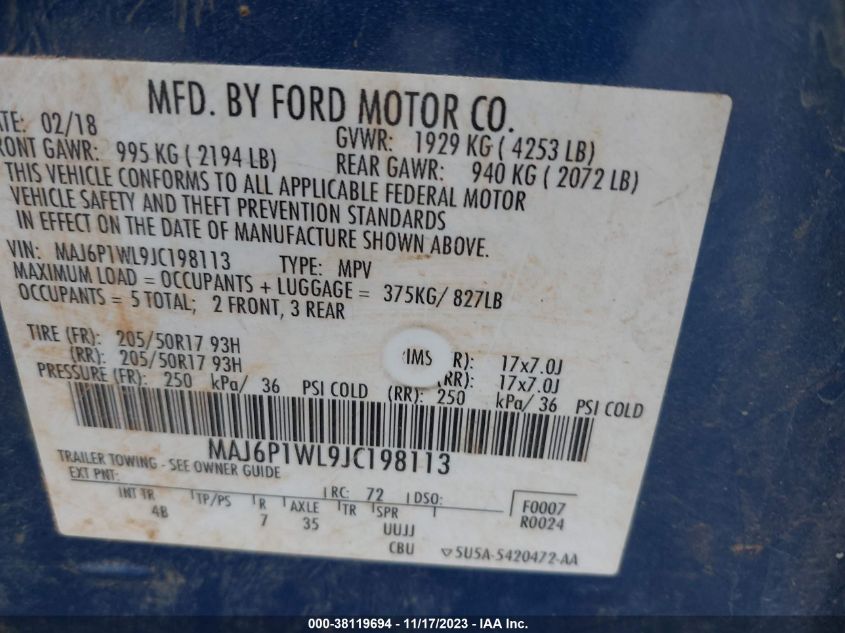 MFD. BY FORD MOTOR CO.
ATE: 02/18 GVWR: 1929 KG ( 4253 LB)
RONT GAWR: 995 KG ( 2194 LB) REAR GAWR: 940 KG ( 2072 LB)
THIS VEHICLE CONFORMS TO ALL APPLICABLE FEDERAL MOTOR
VEHICLE SAFETY AND THEFT PREVENTION STANDARDS
IN EFFECT ON THE DATE OF MANUFACTURE SHOWN ABOVE.
VIN: MAJ6P1WL9JC198113 TYPE: MPV
MAXIMUM LOAD = OCCUPANTS + LUGGAGE = 375KG/ 827LB
OCCUPANTS = 5 TOTAL; 2 FRONT, 3 REAR
TIRE (FR): 205/50R17 93H (IMS R): 17x7.0J
(RR): 205/50R17 93H (RR): 17x7.0J
PRESSURE (FR): 250 kPa/ 36 PSI COLD (RR): 250 kPa/ 36 PSI COLD
MAJ6P1WL9JC198113
TRAILER TOWING - SEE OWNER GUIDE
EXT PNT: RC: 72 DSO:
INT TR TP/PS R AXLE TR SPR F0007
4B 7 35 UUJJ R0024
CBU 5U5A-5420472-AA
000-38119694 - 11/17/2023 - IAA Inc.